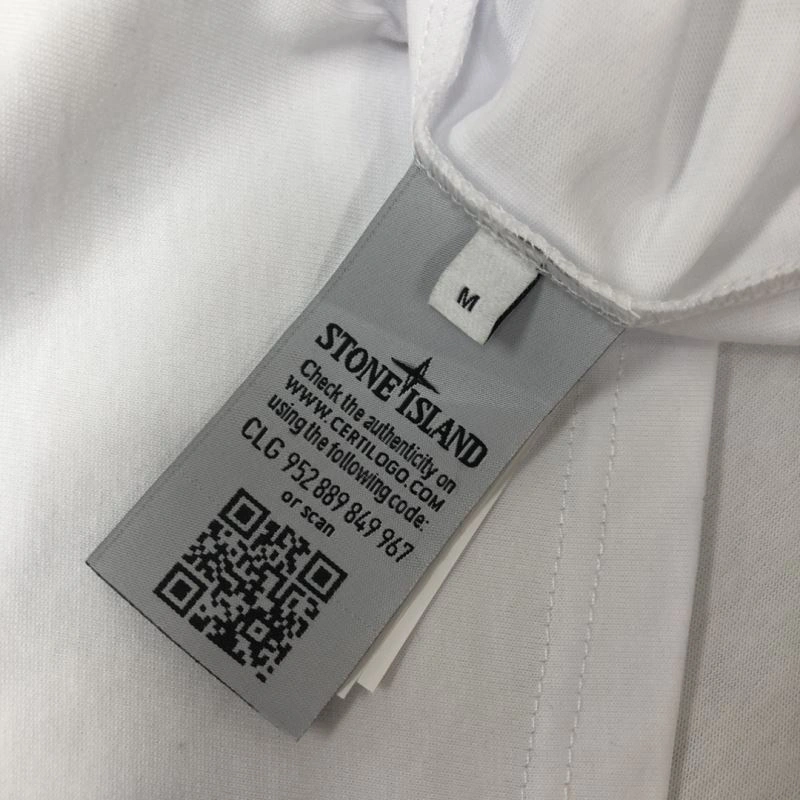 M
STONE ISLAND
Check the authenticity on
WWW.CERTILOGO.COM
using the following code:
CLG 952 889 849 967
or scan